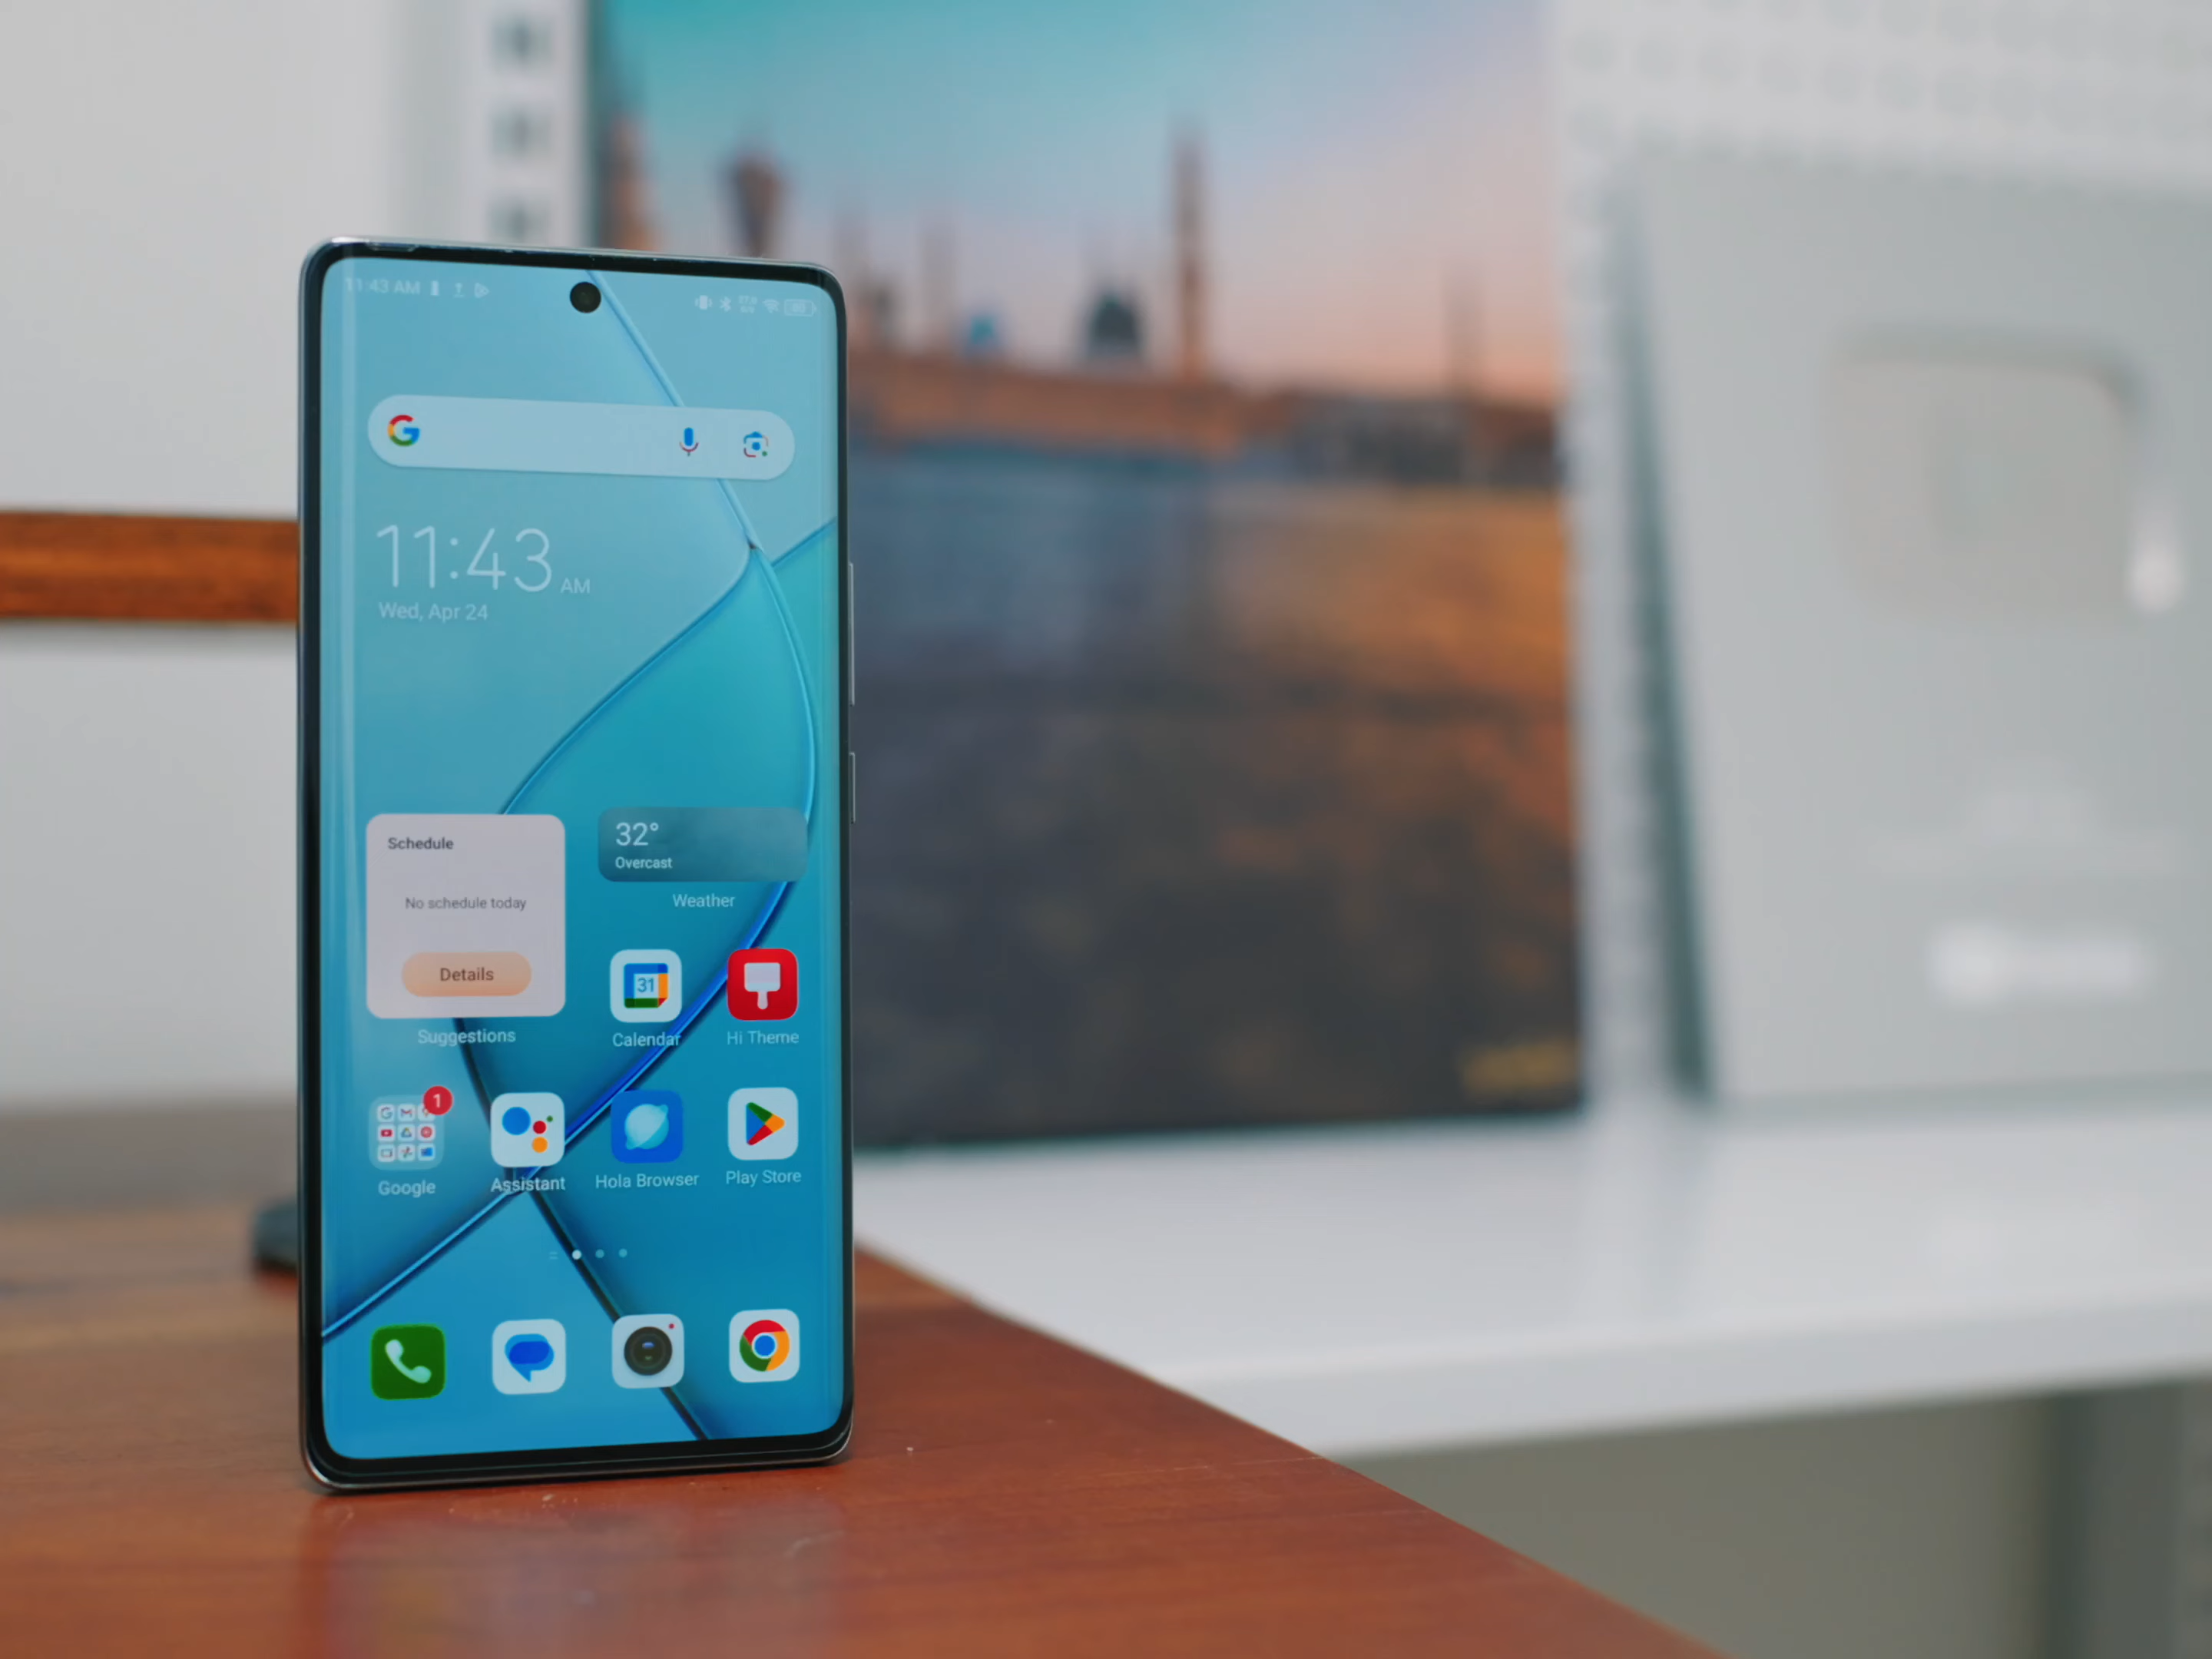 11:43 AM
11:43 AM
Wed, Apr 24
Schedule
No schedule today
Details
Suggestions
32°
Overcast
Weather
31
Calendar
Hi Theme
1
Google
Assistant
Hola Browser
Play Store